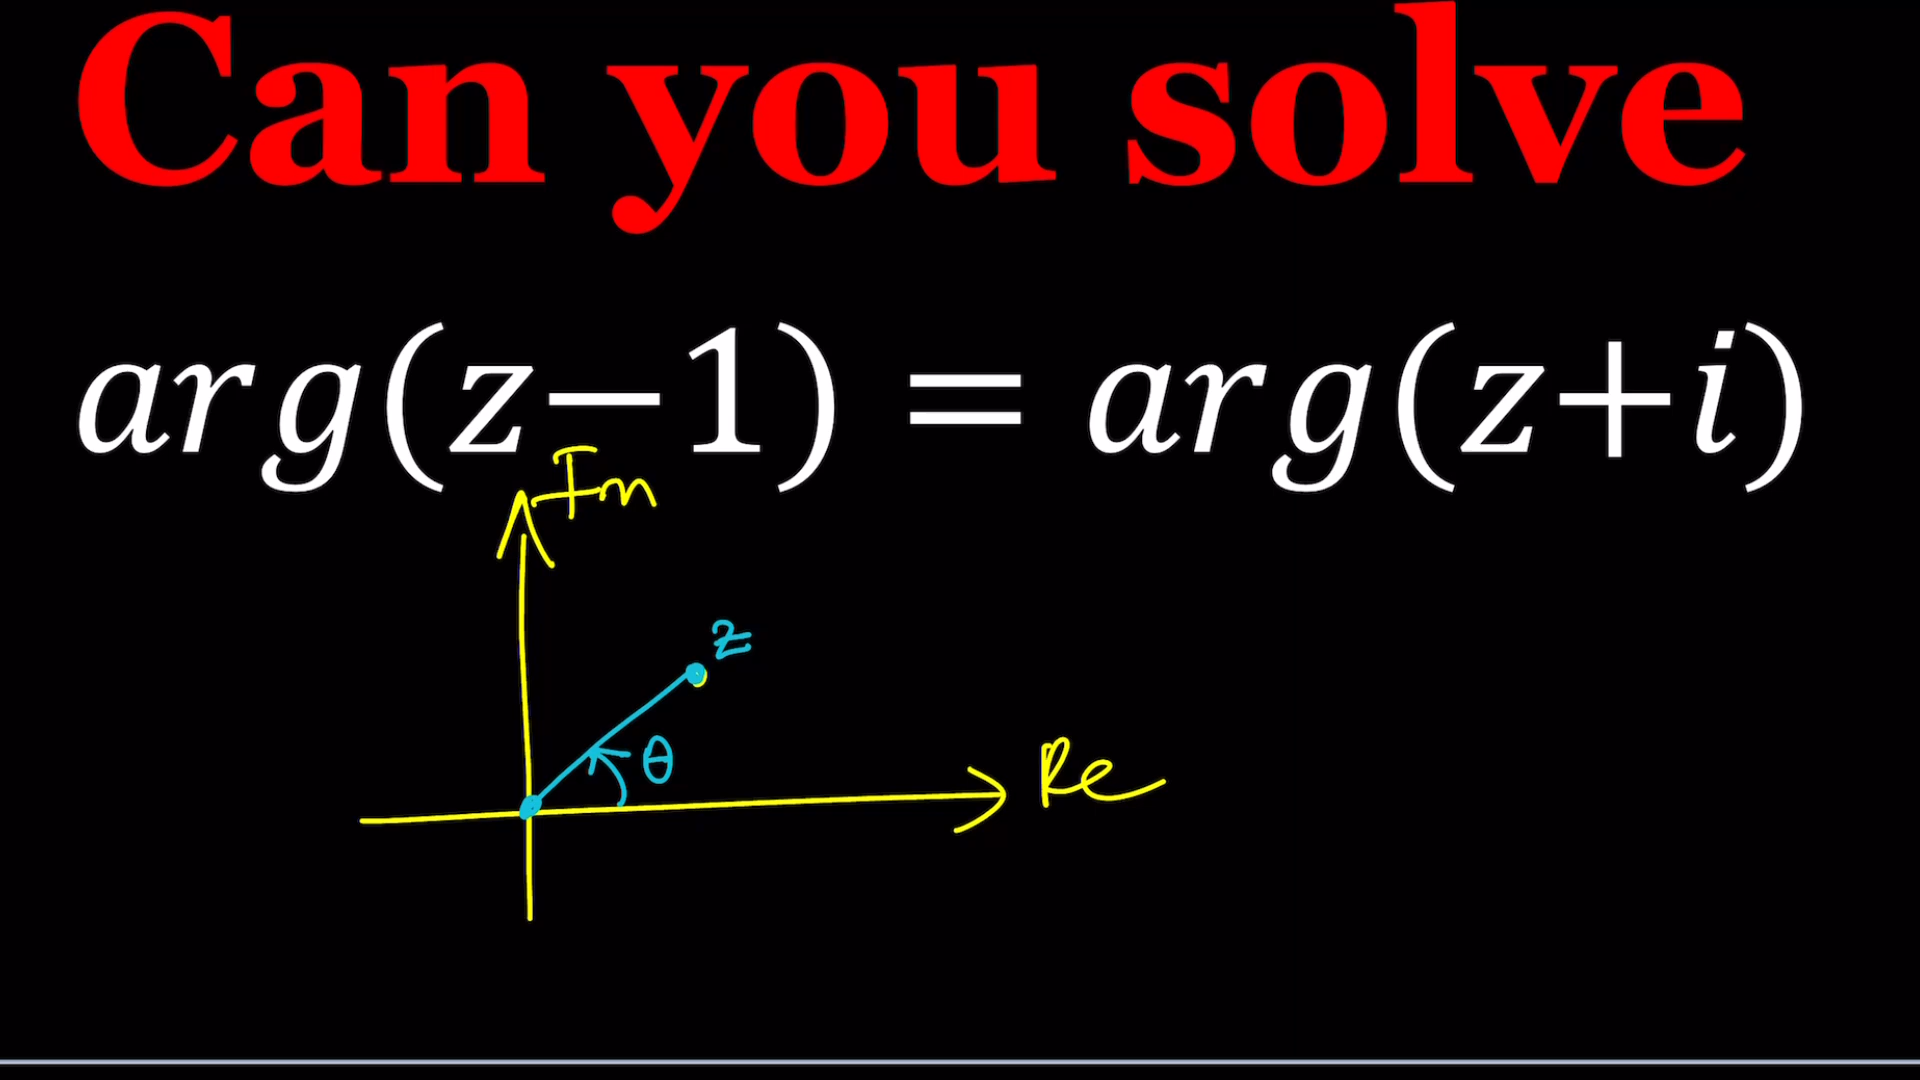 Can you solve
arg(z−1) = arg(z+i)
Im
z
θ
Re